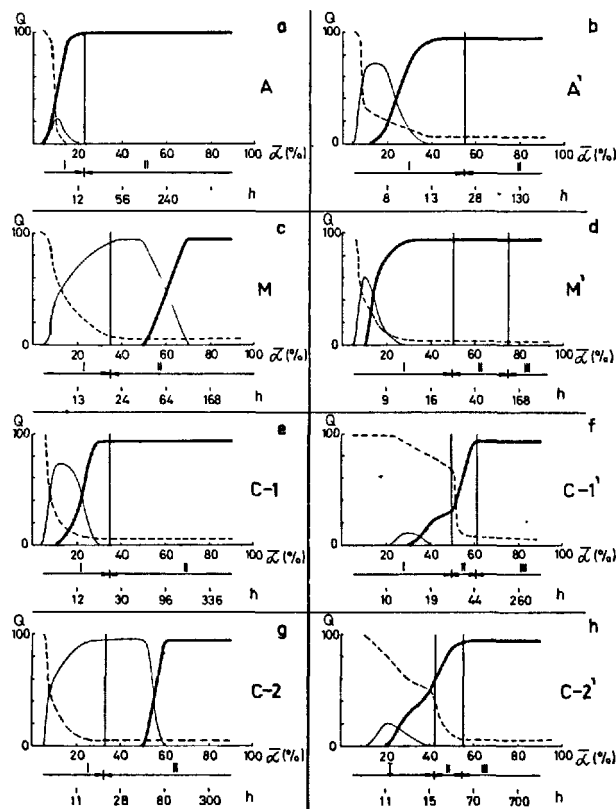 Q a
100
A
0 20 40 60 80 100 ᾱ(%)
I II
12 56 240 h
b
100
A'
0 20 40 60 80 100 ᾱ(%)
I II
8 13 28 130 h
Q c
100
M
0 20 40 60 80 100 ᾱ(%)
I II
13 24 64 168 h
Q d
100
M'
0 20 40 60 80 100 ᾱ(%)
I II III
9 16 40 168 h
Q e
100
C-1
0 20 40 60 80 100 ᾱ(%)
I II
12 30 96 336 h
Q f
100
C-1'
0 20 40 60 80 100 ᾱ(%)
I II III
10 19 44 260 h
Q g
100
C-2
0 20 40 60 80 100 ᾱ(%)
I II
11 28 80 300 h
Q h
100
C-2'
0 20 40 60 80 100 ᾱ(%)
I II III
11 15 70 700 h